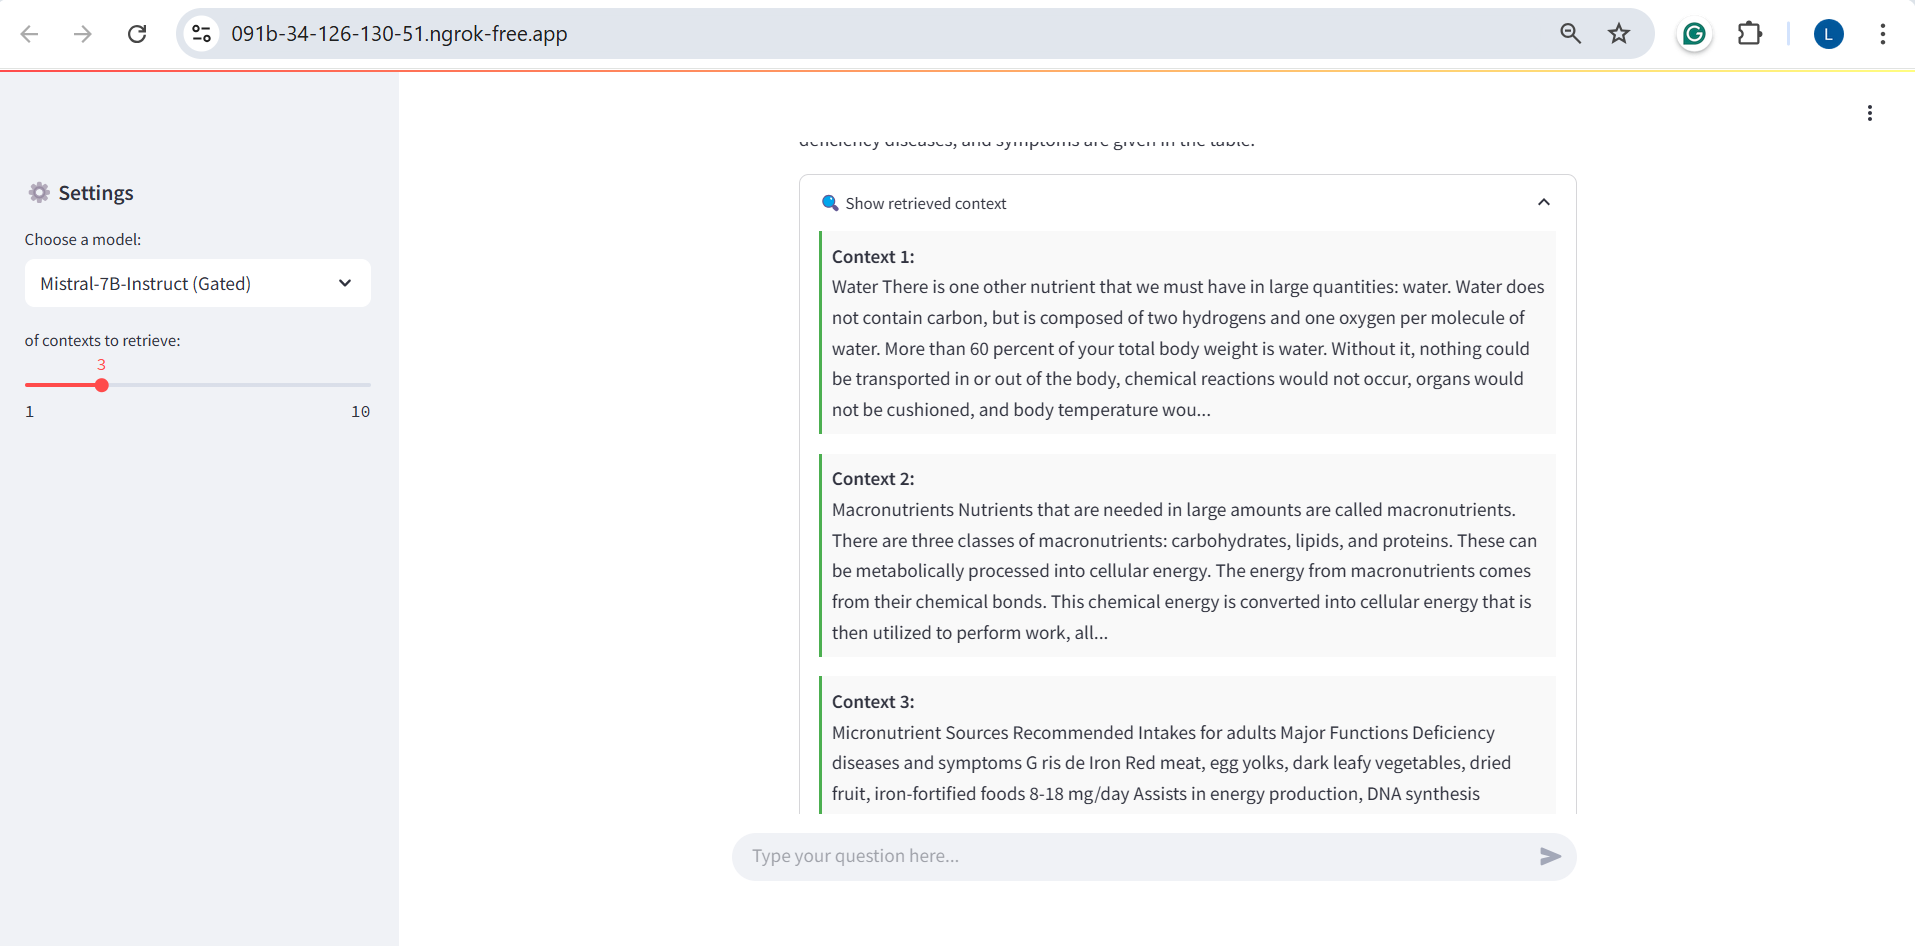 091b-34-126-130-51.ngrok-free.app
L
Settings
Choose a model:
Mistral-7B-Instruct (Gated)
of contexts to retrieve:
3
1
10
deficiency diseases, and symptoms are given in the table.
Show retrieved context
Context 1:
Water There is one other nutrient that we must have in large quantities: water. Water does
not contain carbon, but is composed of two hydrogens and one oxygen per molecule of
water. More than 60 percent of your total body weight is water. Without it, nothing could
be transported in or out of the body, chemical reactions would not occur, organs would
not be cushioned, and body temperature wou...
Context 2:
Macronutrients Nutrients that are needed in large amounts are called macronutrients.
There are three classes of macronutrients: carbohydrates, lipids, and proteins. These can
be metabolically processed into cellular energy. The energy from macronutrients comes
from their chemical bonds. This chemical energy is converted into cellular energy that is
then utilized to perform work, all...
Context 3:
Micronutrient Sources Recommended Intakes for adults Major Functions Deficiency
diseases and symptoms G ris de Iron Red meat, egg yolks, dark leafy vegetables, dried
fruit, iron-fortified foods 8-18 mg/day Assists in energy production, DNA synthesis
Type your question here...